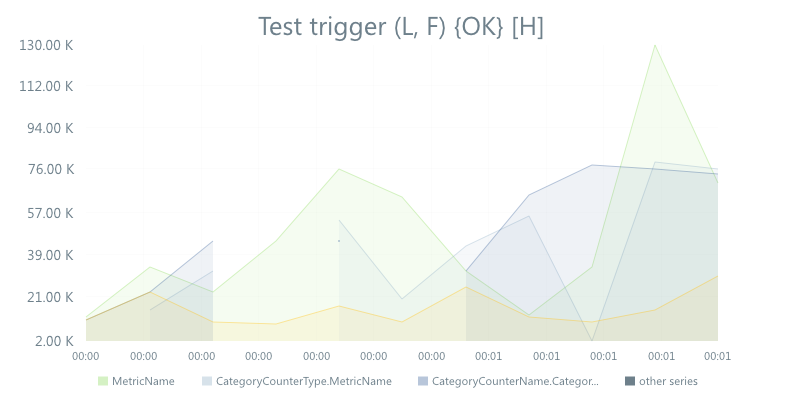 Test trigger (L, F) {OK} [H]
130.00 K
112.00 K
94.00 K
76.00 K
57.00 K
39.00 K
21.00 K
2.00 K
00:00 00:00 00:00 00:00 00:00 00:00 00:00 00:01 00:01 00:01 00:01 00:01
MetricName CategoryCounterType.MetricName CategoryCounterName.Categor... other series